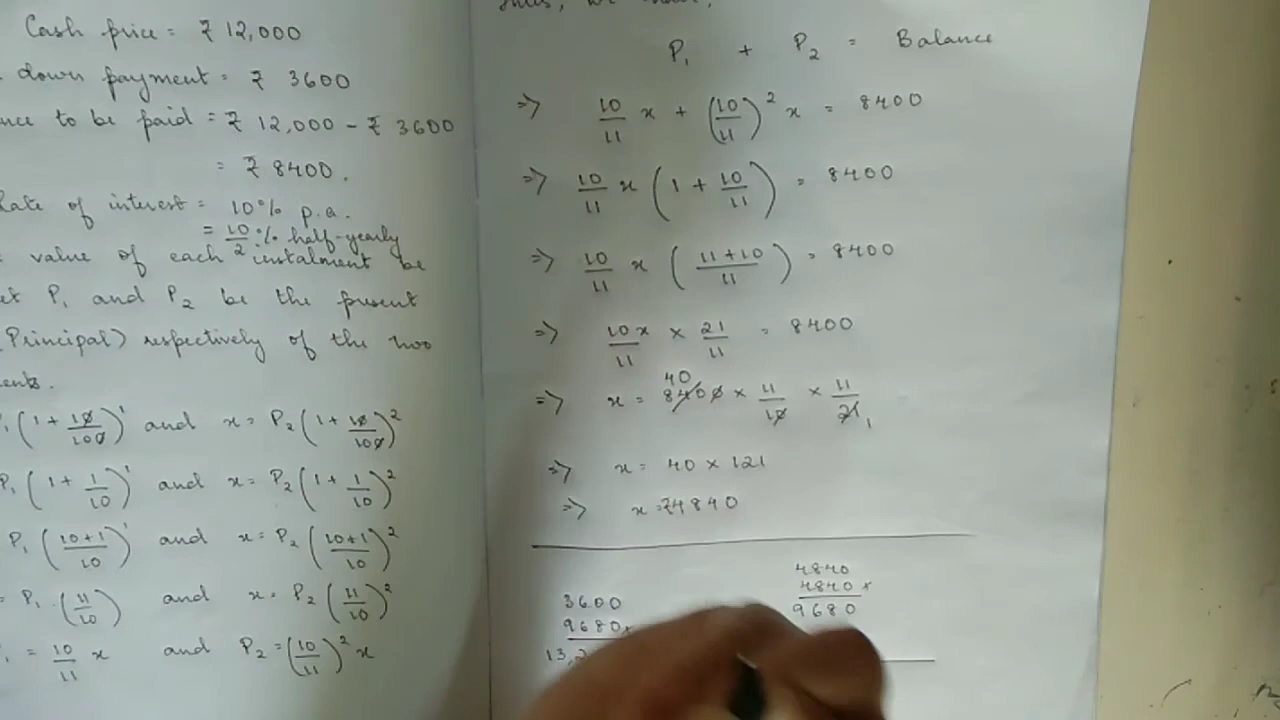 Cash price = ₹ 12,000
down payment = ₹ 3600
to be paid = ₹ 12,000 - ₹ 3600
= ₹ 8400.
of interest = 10% p.a.
= 10/2 % half-yearly
value of each instalment be
P₁ and P₂ be the present
Principal) respectively of the two
(1 + 10/100)¹ and x = P₂ (1 + 10/100)²
P₁ (1 + 1/10)¹ and x = P₂ (1 + 1/10)²
P₁ ((10+1)/10)¹ and x = P₂ ((10+1)/10)²
= P₁ (11/10) and x = P₂ (11/10)²
= 10/11 x and P₂ = (10/11)² x
P₁ + P₂ = Balance
=> 10/11 x + (10/11)² x = 8400
=> 10/11 x (1 + 10/11) = 8400
=> 10/11 x ((11+10)/11) = 8400
=> 10x/11 × 21/11 = 8400
40
=> x = 8400 × 11/10 × 11/21 1
=> x = 40 × 121
=> x = ₹4840
4840
4840 +
9680
3600
9680
13,2